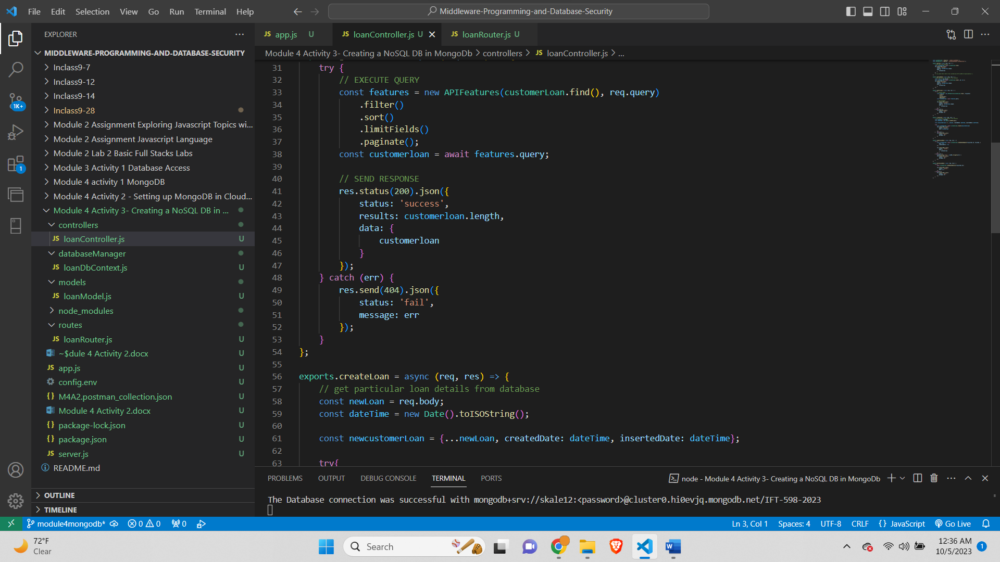 File Edit Selection View Go Run Terminal Help
Middleware-Programming-and-Database-Security
EXPLORER
MIDDLEWARE-PROGRAMMING-AND-DATABASE-SECURITY
Inclass9-7
Inclass9-12
Inclass9-14
1K+
Inclass9-28
Module 2 Assignment Exploring Javascript Topics wi...
Module 2 Assignment Javascript Language
Module 2 Lab 2 Basic Full Stacks Labs
1
Module 3 Activity 1 Database Access
Module 4 activity 1 MongoDB
Module 4 Activity 2 - Setting up MongoDB in Cloud...
Module 4 Activity 3- Creating a NoSQL DB in ...
controllers
JS loanController.js U
databaseManager
JS loanDbContext.js U
models
JS loanModel.js U
node_modules
routes
JS loanRouter.js U
~$dule 4 Activity 2.docx U
JS app.js U
config.env U
{} M4A2.postman_collection.json U
Module 4 Activity 2.docx U
{} package-lock.json U
{} package.json U
JS server.js U
README.md
OUTLINE
TIMELINE
JS app.js U
JS loanController.js U
JS loanRouter.js U
Module 4 Activity 3- Creating a NoSQL DB in MongoDb > controllers > JS loanController.js > ...
31 try {
32 // EXECUTE QUERY
33 const features = new APIFeatures(customerLoan.find(), req.query)
34 .filter()
35 .sort()
36 .limitFields()
37 .paginate();
38 const customerloan = await features.query;
39
40 // SEND RESPONSE
41 res.status(200).json({
42 status: 'success',
43 results: customerloan.length,
44 data: {
45 customerloan
46 }
47 });
48 } catch (err) {
49 res.send(404).json({
50 status: 'fail',
51 message: err
52 });
53 }
54 };
55
56 exports.createLoan = async (req, res) => {
57 // get particular loan details from database
58 const newLoan = req.body;
59 const dateTime = new Date().toISOString();
60
61 const newcustomerLoan = {...newLoan, createdDate: dateTime, insertedDate: dateTime};
62
63 try{
PROBLEMS OUTPUT DEBUG CONSOLE TERMINAL PORTS
node - Module 4 Activity 3- Creating a NoSQL DB in MongoDb
The Database connection was successful with mongodb+srv://skale12:<password>@cluster0.hi0evjq.mongodb.net/IFT-598-2023
module4mongodb* 0 0 0
Ln 3, Col 1 Spaces: 4 UTF-8 CRLF {} JavaScript Go Live
72°F
Clear
Search
12:36 AM
10/5/2023
1